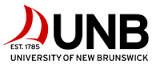 UNB
EST. 1785
UNIVERSITY OF NEW BRUNSWICK